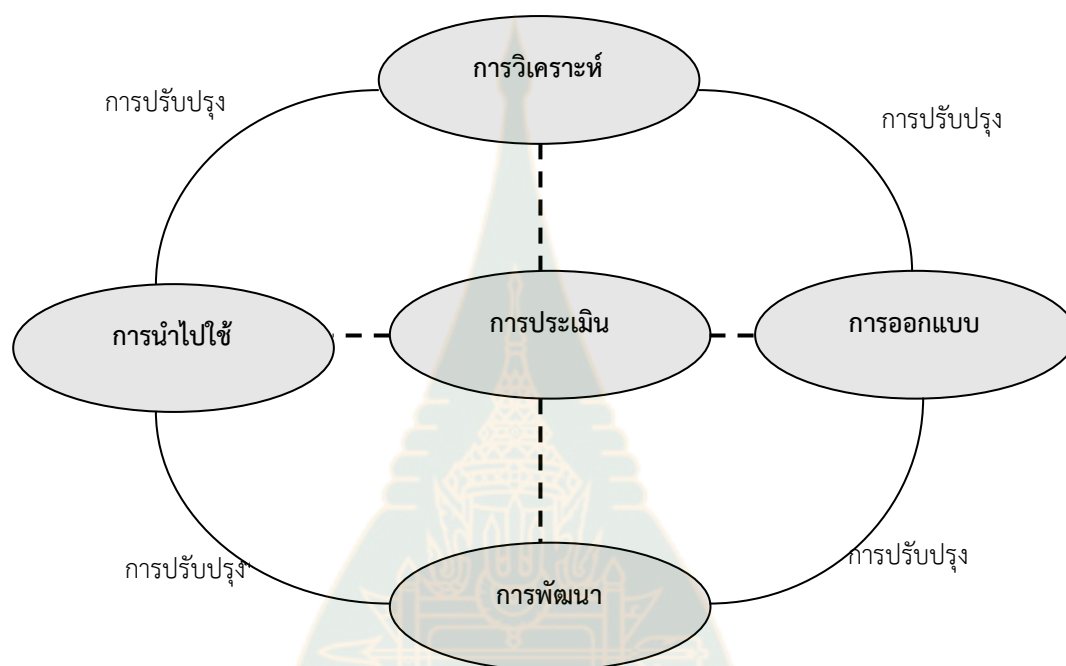 การวิเคราะห์
การปรับปรุง
การปรับปรุง
การนำไปใช้
การประเมิน
การออกแบบ
การปรับปรุง
การปรับปรุง
การพัฒนา